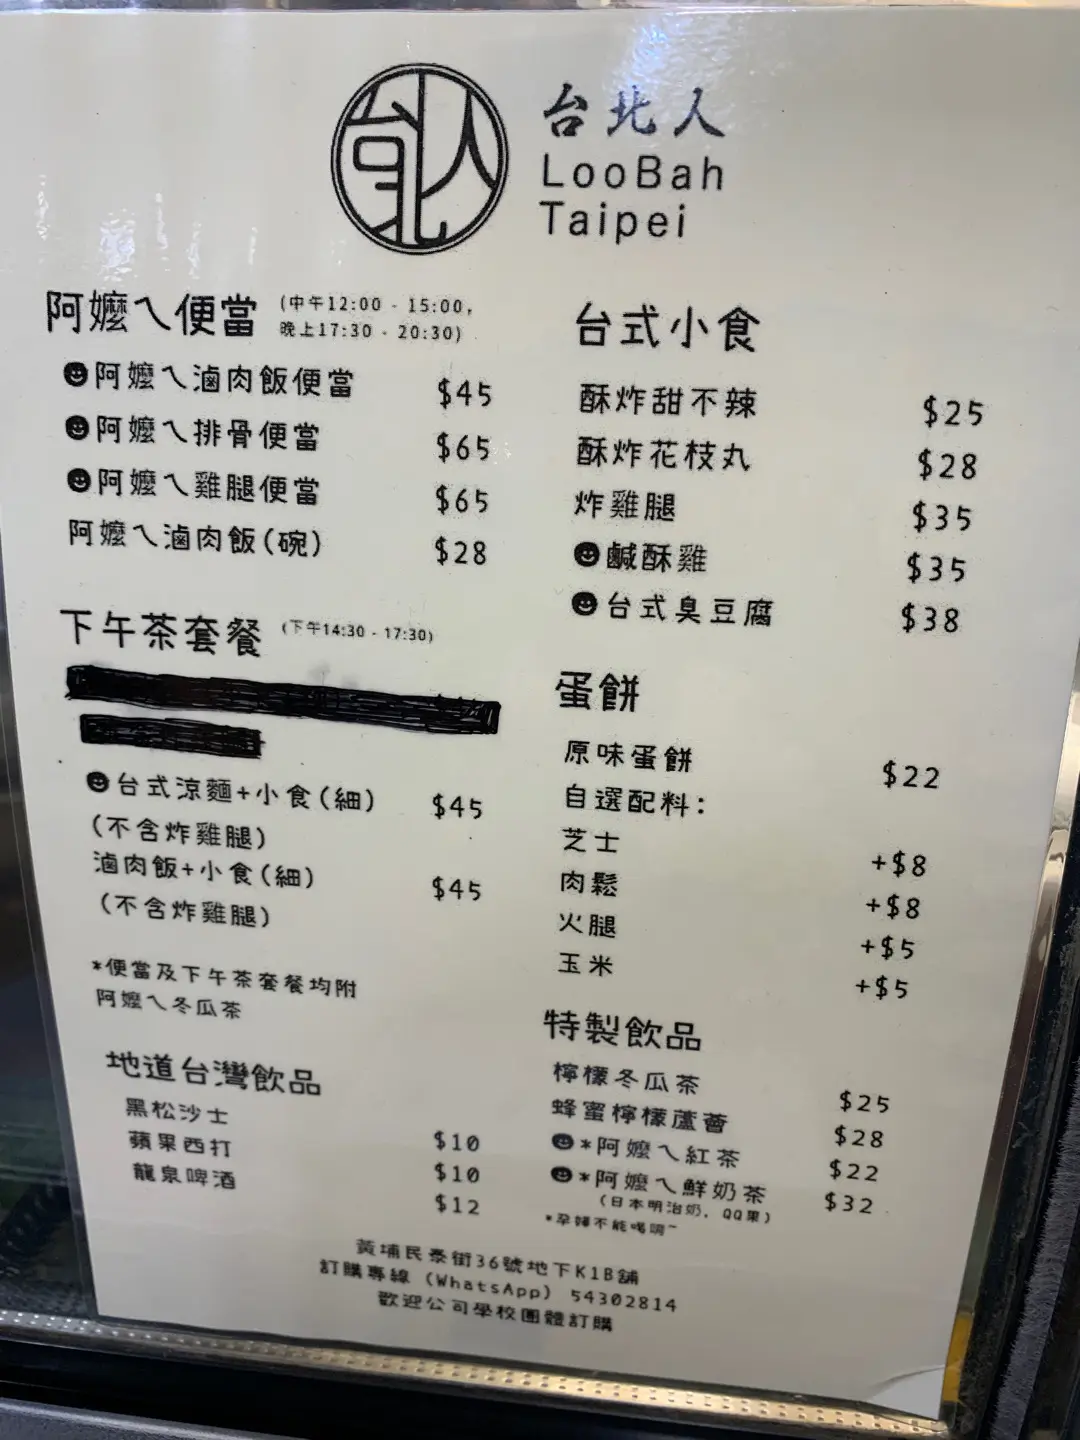 台北人
LooBah
Taipei
阿嬤ㄟ便當 (中午12:00 - 15:00,
晚上17:30 - 20:30)
阿嬤ㄟ滷肉飯便當 $45
阿嬤ㄟ排骨便當 $65
阿嬤ㄟ雞腿便當 $65
阿嬤ㄟ滷肉飯(碗) $28
下午茶套餐 (下午14:30 - 17:30)
台式涼麵+小食(細) $45
(不含炸雞腿)
滷肉飯+小食(細) $45
(不含炸雞腿)
*便當及下午茶套餐均附
阿嬤ㄟ冬瓜茶
地道台灣飲品
黑松沙士 $10
蘋果西打 $10
龍泉啤酒 $12
台式小食
酥炸甜不辣 $25
酥炸花枝丸 $28
炸雞腿 $35
鹹酥雞 $35
台式臭豆腐 $38
蛋餅
原味蛋餅 $22
自選配料:
芝士 +$8
肉鬆 +$8
火腿 +$5
玉米 +$5
特製飲品
檸檬冬瓜茶 $25
蜂蜜檸檬蘆薈 $28
*阿嬤ㄟ紅茶 $22
*阿嬤ㄟ鮮奶茶 $32
(日本明治奶, QQ果)
*孕婦不能喝唷~
黃埔民泰街36號地下K1B舖
訂購專線 (WhatsApp) 54302814
歡迎公司學校團體訂購